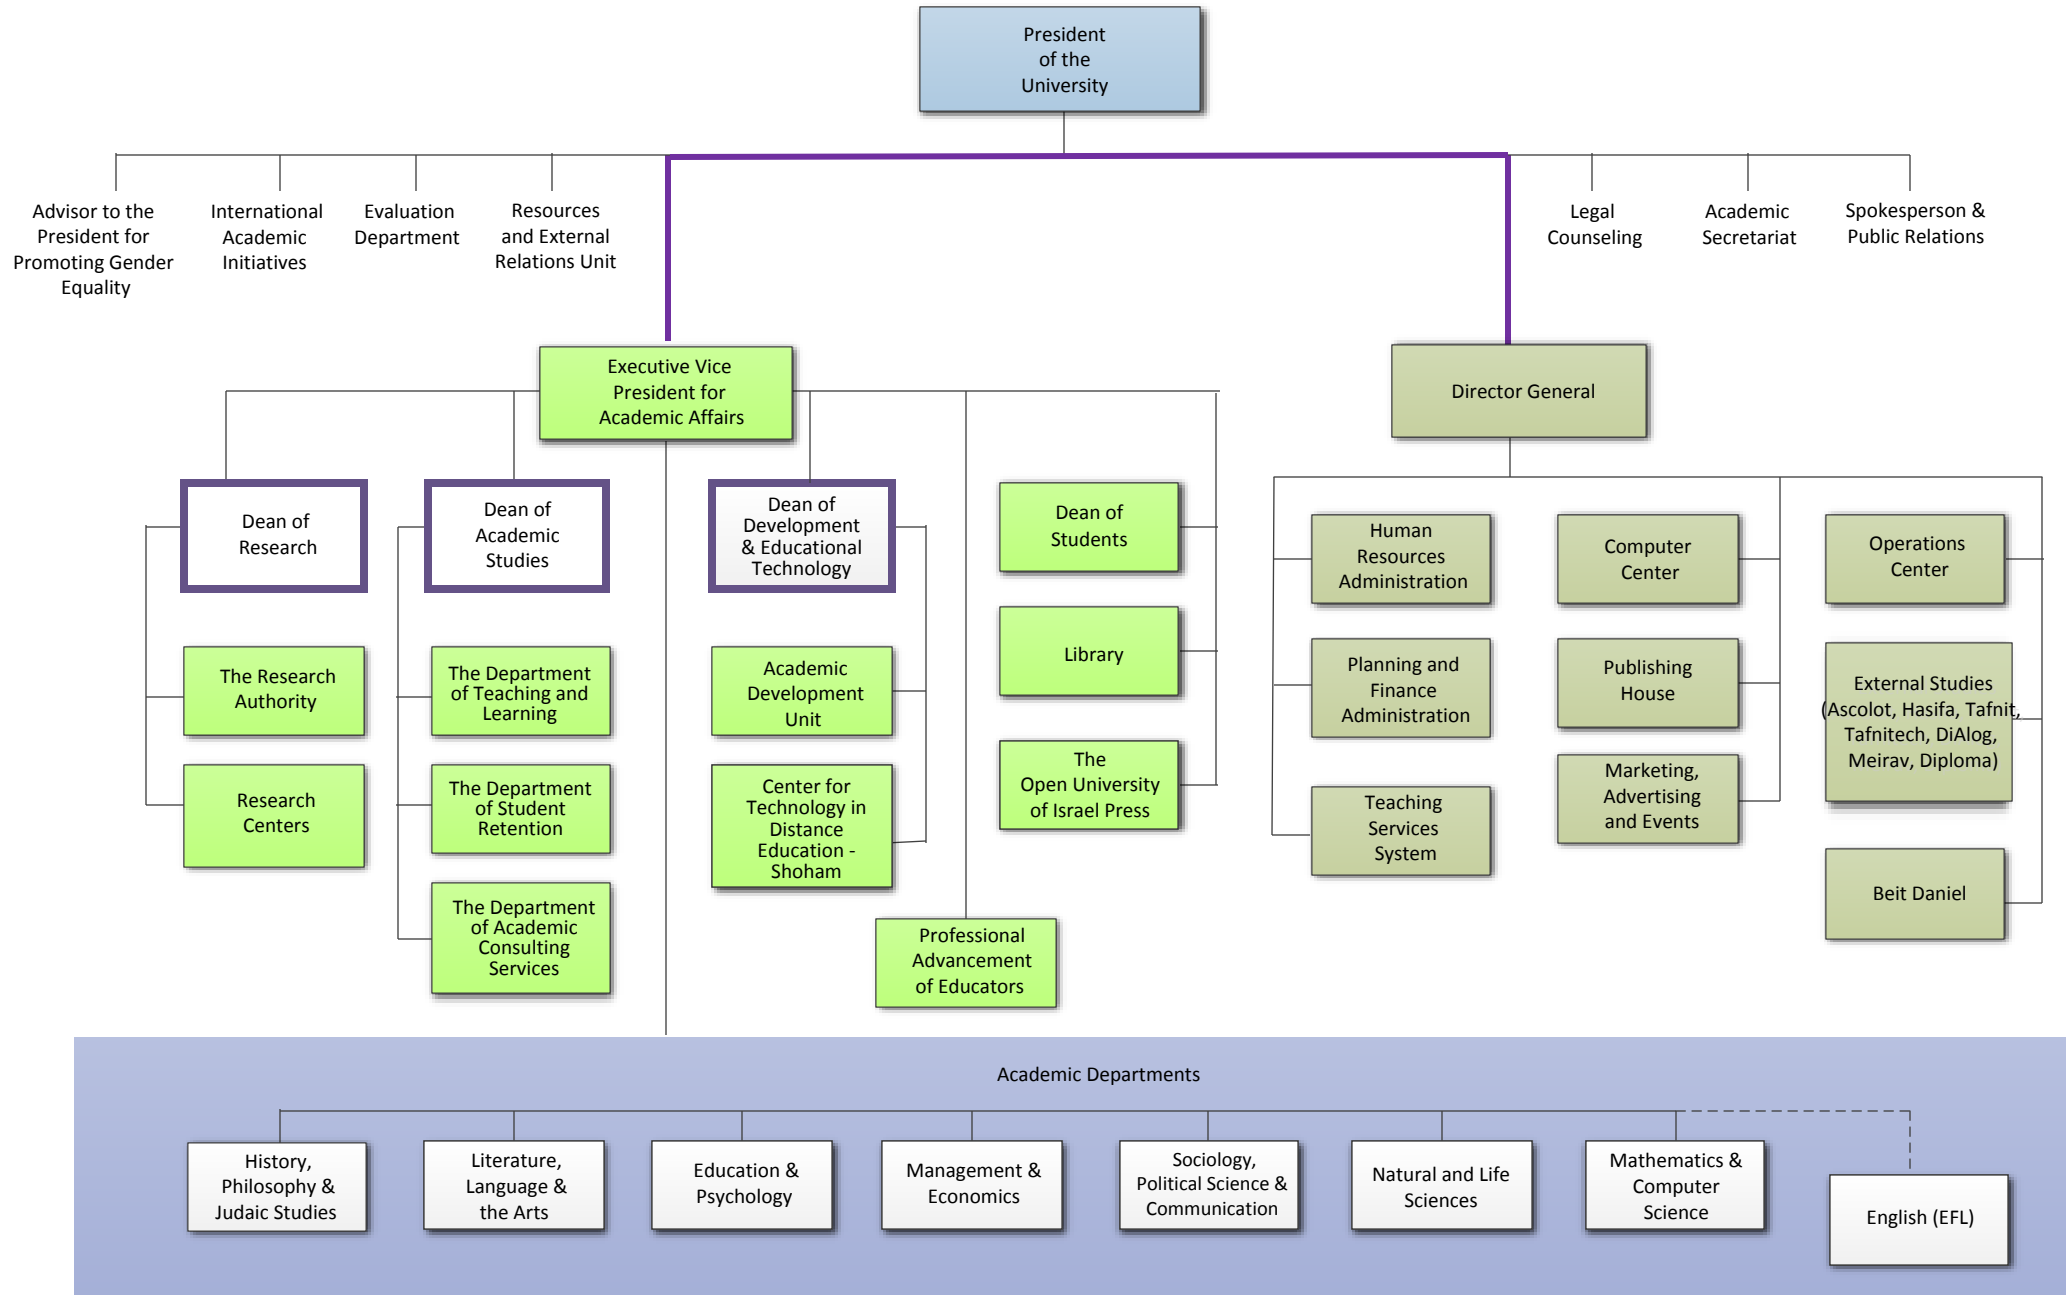 President
of the
University
Advisor to the
President for
Promoting Gender
Equality
International
Academic
Initiatives
Evaluation
Department
Resources
and External
Relations Unit
Legal
Counseling
Academic
Secretariat
Spokesperson &
Public Relations
Executive Vice
President for
Academic Affairs
Director General
Dean of
Research
Dean of
Academic
Studies
Dean of
Development
& Educational
Technology
Dean of
Students
Human
Resources
Administration
Computer
Center
Operations
Center
The Research
Authority
The Department
of Teaching and
Learning
Academic
Development
Unit
Library
Planning and
Finance
Administration
Publishing
House
External Studies
(Ascolot, Hasifa, Tafnit,
Tafnitech, DiAlog,
Meirav, Diploma)
Research
Centers
The Department
of Student
Retention
Center for
Technology in
Distance
Education -
Shoham
The
Open University
of Israel Press
Teaching
Services
System
Marketing,
Advertising
and Events
Beit Daniel
The Department
of Academic
Consulting
Services
Professional
Advancement
of Educators
Academic Departments
History,
Philosophy &
Judaic Studies
Literature,
Language &
the Arts
Education &
Psychology
Management &
Economics
Sociology,
Political Science &
Communication
Natural and Life
Sciences
Mathematics &
Computer
Science
English (EFL)